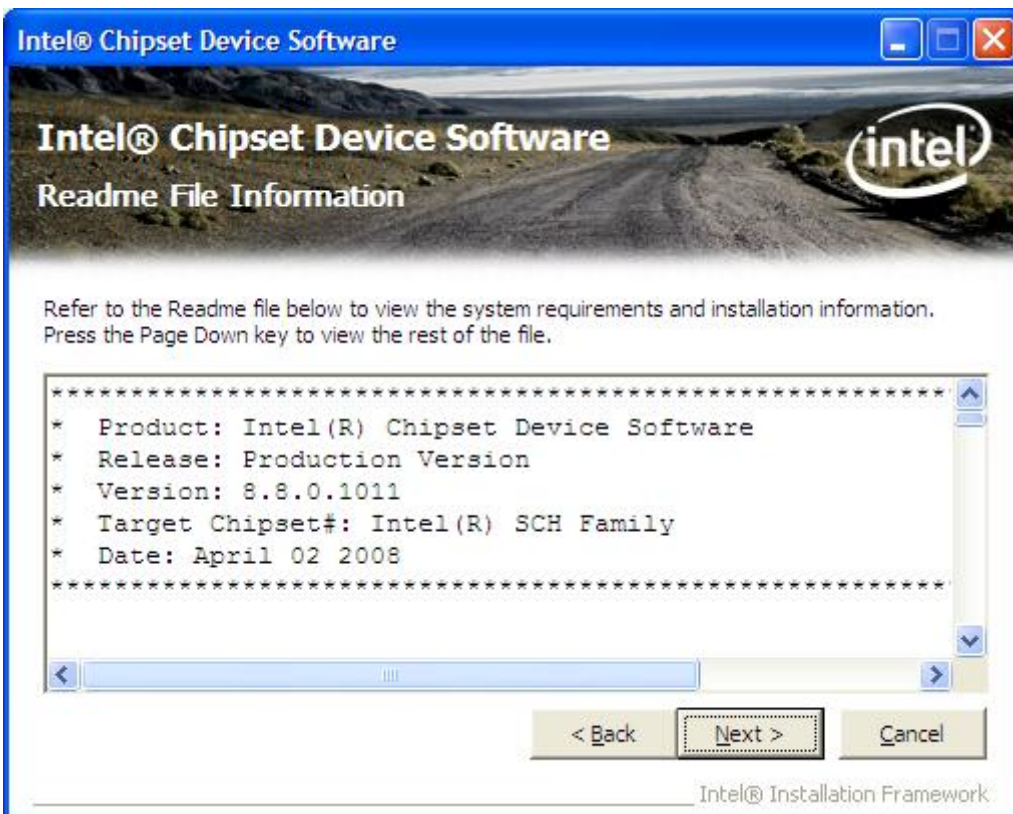 Intel® Chipset Device Software
Intel® Chipset Device Software
intel
Readme File Information
Refer to the Readme file below to view the system requirements and installation information.
Press the Page Down key to view the rest of the file.
*********************************************************
* Product: Intel(R) Chipset Device Software
* Release: Production Version
* Version: 8.8.0.1011
* Target Chipset#: Intel(R) SCH Family
* Date: April 02 2008
*********************************************************
< Back
Next >
Cancel
Intel® Installation Framework